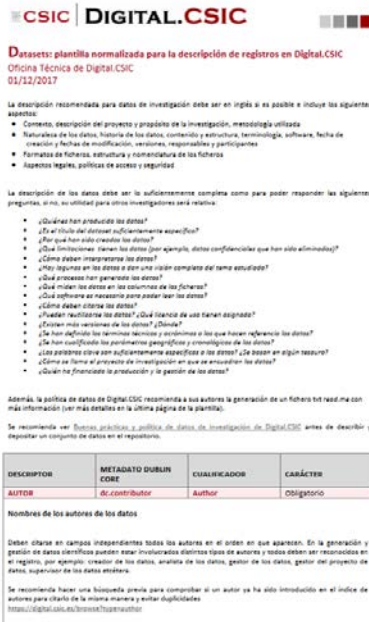 CSIC DIGITAL.CSIC
Datasets: plantilla normalizada para la descripción de registros en Digital.CSIC
Oficina Técnica de Digital.CSIC
01/12/2017
La descripción recomendada para datos de investigación debe ser en inglés si es posible e incluye los siguientes
aspectos:
• Contexto, descripción del proyecto y propósito de la investigación, metodología utilizada
• Naturaleza de los datos, historia de los datos, contenido y estructura, terminología, software, fecha de
creación y fechas de modificación, versiones, responsables y participantes
• Formatos de ficheros, estructura y nomenclatura de los ficheros
• Aspectos legales, políticas de acceso y seguridad
La descripción de los datos debe ser lo suficientemente completa como para poder responder las siguientes
preguntas, si no, su utilidad para otros investigadores será relativa:
• ¿Quiénes han producido los datos?
• ¿Es el título del dataset suficientemente específico?
• ¿Por qué han sido creados los datos?
• ¿Qué limitaciones tienen los datos (por ejemplo, datos confidenciales que han sido eliminados)?
• ¿Cómo deben interpretarse los datos?
• ¿Hay lagunas en los datos o dan una visión completa del tema estudiado?
• ¿Qué procesos han generado los datos?
• ¿Qué miden los datos en las columnas de los ficheros?
• ¿Qué software es necesario para poder leer los datos?
• ¿Cómo deben citarse los datos?
• ¿Pueden reutilizarse los datos? ¿Qué licencia de uso tienen asignada?
• ¿Existen más versiones de los datos? ¿Dónde?
• ¿Se han definido los términos técnicos y acrónimos a los que hacen referencia los datos?
• ¿Se han cualificado los parámetros geográficos y cronológicos de los datos?
• ¿Las palabras clave son suficientemente específicas a los datos? ¿Se basan en algún tesauro?
• ¿Cómo se llama el proyecto de investigación en que se encuadran los datos?
• ¿Quién ha financiado la producción y la gestión de los datos?
Además, la política de datos de Digital.CSIC recomienda a sus autores la generación de un fichero txt read.me con
más información (ver más detalles en la última página de la plantilla).
Se recomienda ver Buenas prácticas y política de datos de investigación de Digital.CSIC antes de describir y
depositar un conjunto de datos en el repositorio.
DESCRIPTOR METADATO DUBLIN CORE CUALIFICADOR CARÁCTER
AUTOR dc.contributor Author Obligatorio
Nombres de los autores de los datos
Deben citarse en campos independientes todos los autores en el orden en que aparecen. En la generación y
gestión de datos científicos pueden estar involucrados distintos tipos de autores y todos deben ser reconocidos en
el registro, por ejemplo: creador de los datos, analista de los datos, gestor de los datos, gestor del proyecto de
datos, supervisor de los datos etcétera.
Se recomienda hacer una búsqueda previa para comprobar si un autor ya ha sido introducido en el índice de
autores para citarlo de la misma manera y evitar duplicidades
https://digital.csic.es/browse?type=author